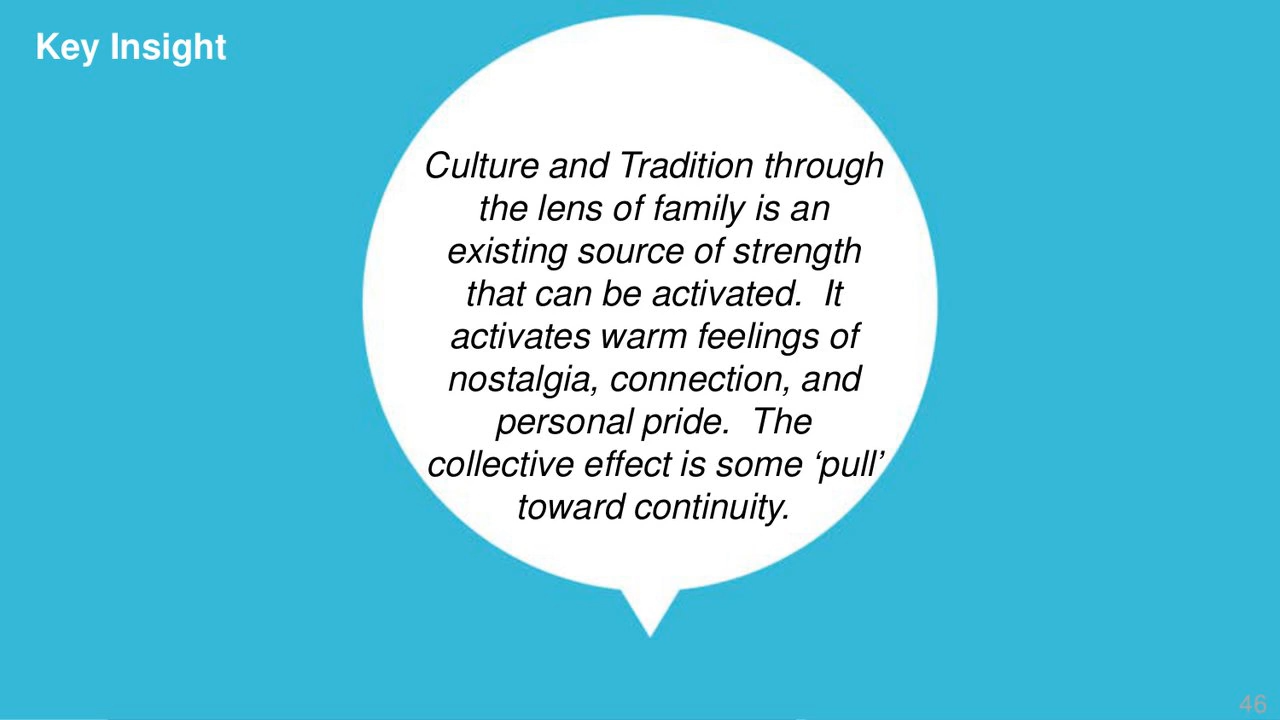 Key Insight
Culture and Tradition through
the lens of family is an
existing source of strength
that can be activated.  It
activates warm feelings of
nostalgia, connection, and
personal pride.  The
collective effect is some ‘pull’
toward continuity.
46